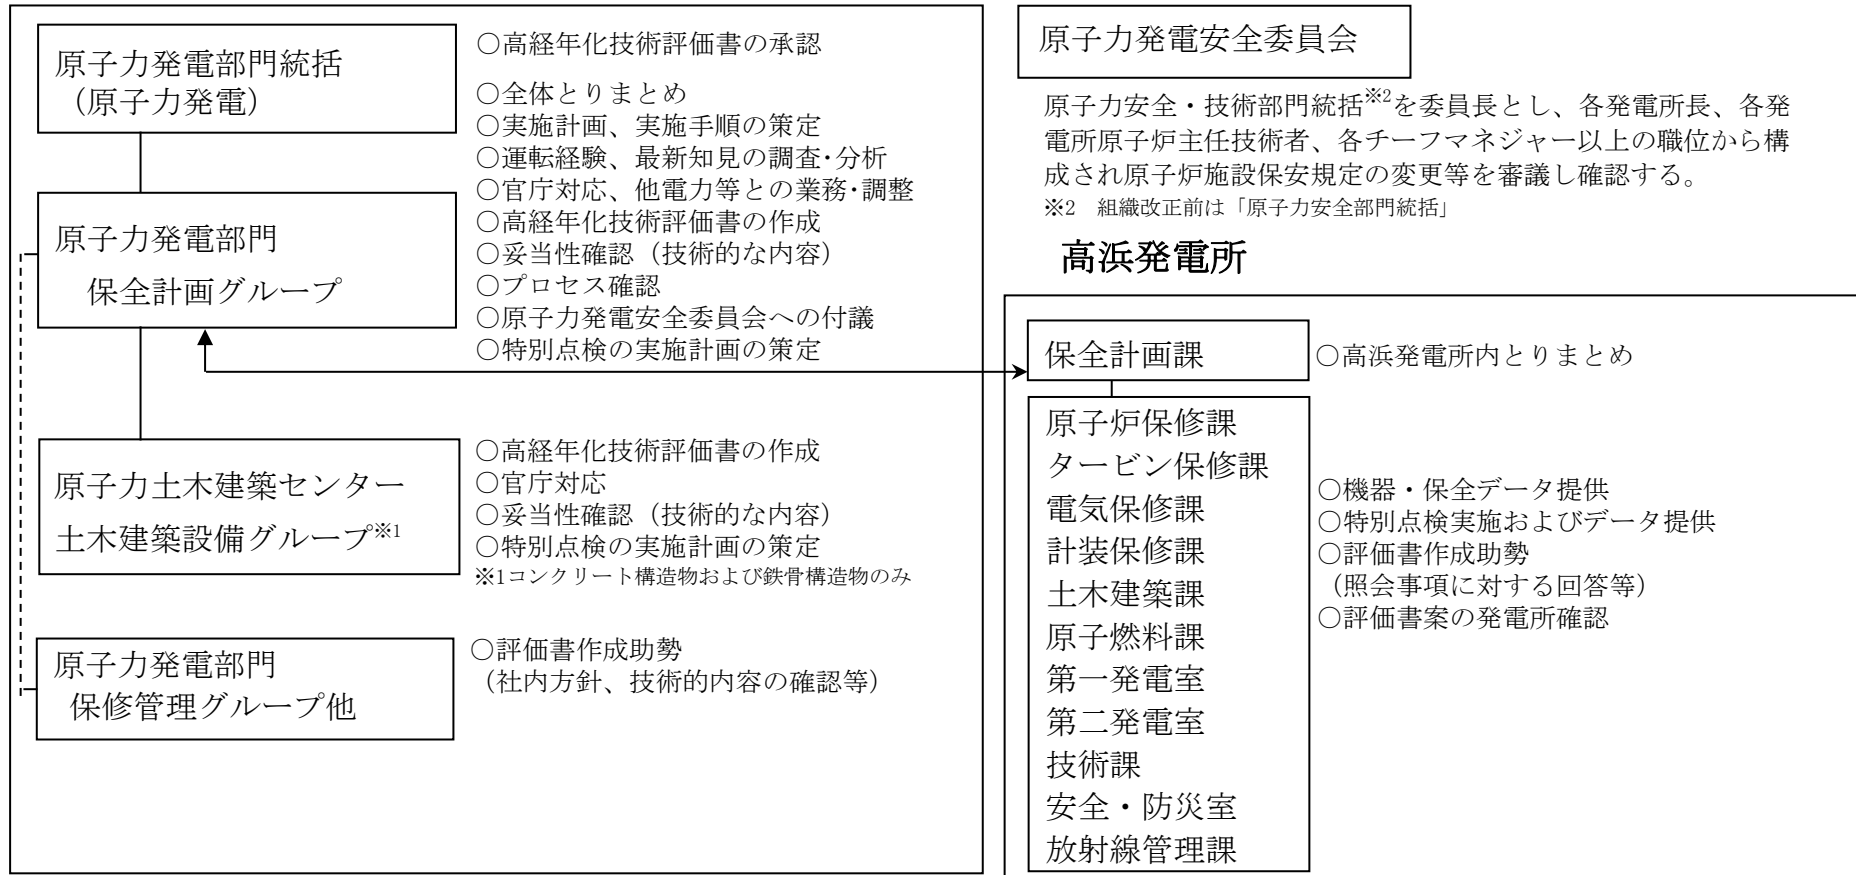 原子力発電部門統括
（原子力発電）
○高経年化技術評価書の承認
○全体とりまとめ
○実施計画、実施手順の策定
○運転経験、最新知見の調査･分析
○官庁対応、他電力等との業務･調整
○高経年化技術評価書の作成
○妥当性確認（技術的な内容）
○プロセス確認
○原子力発電安全委員会への付議
○特別点検の実施計画の策定
原子力発電部門
保全計画グループ
原子力土木建築センター
土木建築設備グループ※1
○高経年化技術評価書の作成
○官庁対応
○妥当性確認（技術的な内容）
○特別点検の実施計画の策定
※1コンクリート構造物および鉄骨構造物のみ
原子力発電部門
保修管理グループ他
○評価書作成助勢
（社内方針、技術的内容の確認等）
原子力発電安全委員会
原子力安全・技術部門統括※2を委員長とし、各発電所長、各発
電所原子炉主任技術者、各チーフマネジャー以上の職位から構
成され原子炉施設保安規定の変更等を審議し確認する。
※2　組織改正前は「原子力安全部門統括」
高浜発電所
保全計画課
○高浜発電所内とりまとめ
原子炉保修課
タービン保修課
電気保修課
計装保修課
土木建築課
原子燃料課
第一発電室
第二発電室
技術課
安全・防災室
放射線管理課
○機器・保全データ提供
○特別点検実施およびデータ提供
○評価書作成助勢
（照会事項に対する回答等）
○評価書案の発電所確認